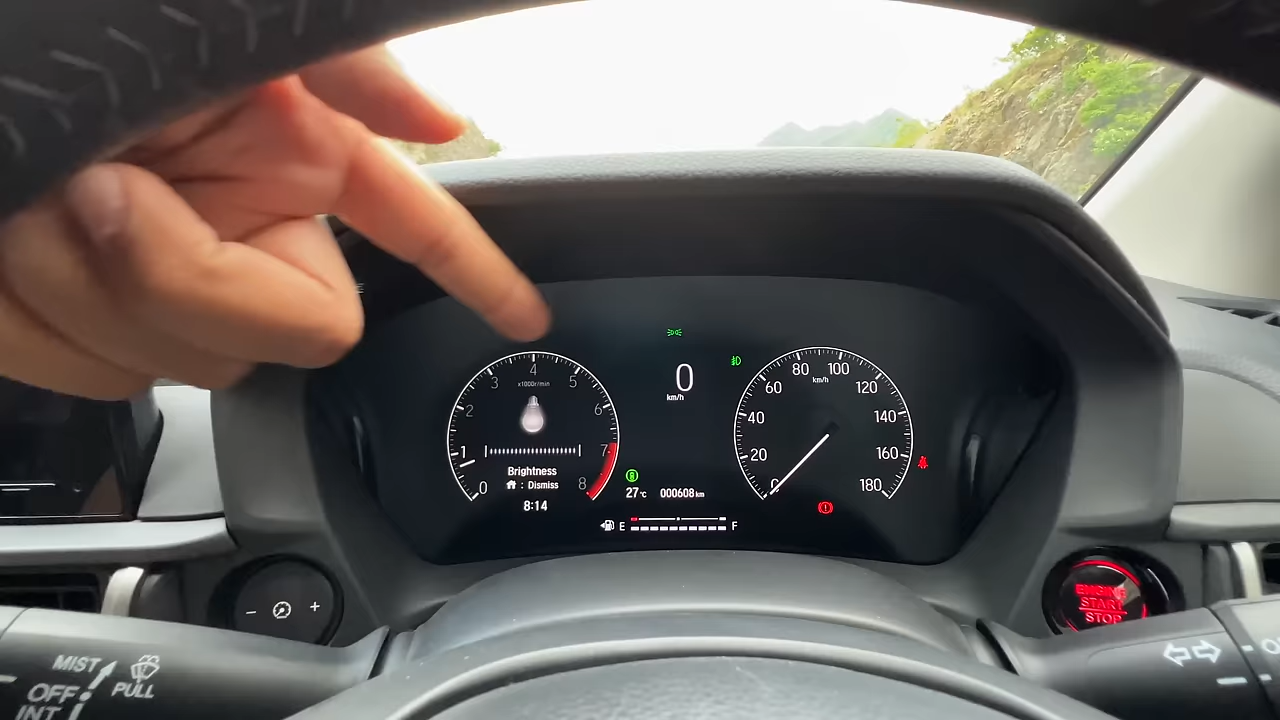 0
km/h
0 1 2 3 4 5 6 7 8
x1000r/min
Brightness
: Dismiss
8:14
27℃
000608 km
E F
0 20 40 60 80 100 120 140 160 180
km/h
ENGINE
START
STOP
- +
MIST
OFF
INT
PULL